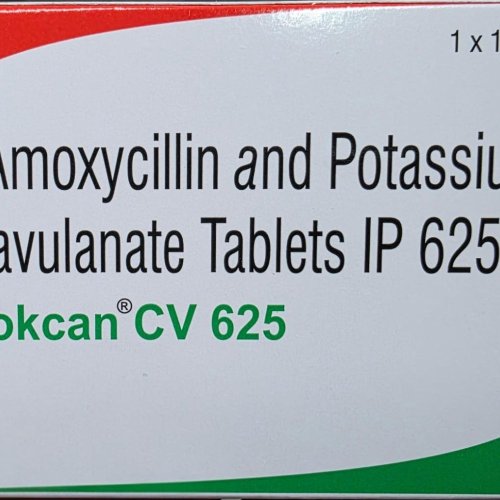 1 x 1
Amoxycillin and Potassiu
avulanate Tablets IP 625
okcan® CV 625